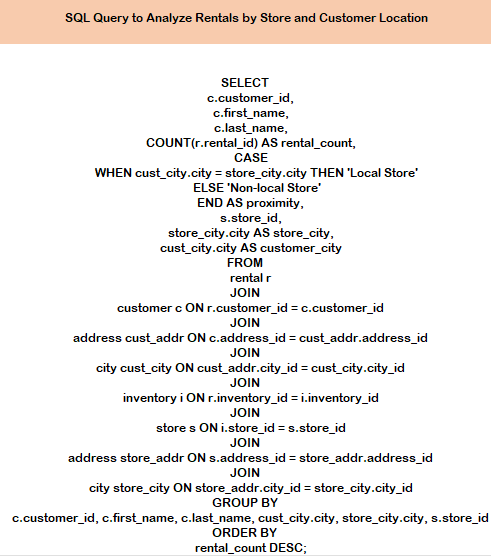 SQL Query to Analyze Rentals by Store and Customer Location
SELECT
c.customer_id,
c.first_name,
c.last_name,
COUNT(r.rental_id) AS rental_count,
CASE
WHEN cust_city.city = store_city.city THEN 'Local Store'
ELSE 'Non-local Store'
END AS proximity,
s.store_id,
store_city.city AS store_city,
cust_city.city AS customer_city
FROM
rental r
JOIN
customer c ON r.customer_id = c.customer_id
JOIN
address cust_addr ON c.address_id = cust_addr.address_id
JOIN
city cust_city ON cust_addr.city_id = cust_city.city_id
JOIN
inventory i ON r.inventory_id = i.inventory_id
JOIN
store s ON i.store_id = s.store_id
JOIN
address store_addr ON s.address_id = store_addr.address_id
JOIN
city store_city ON store_addr.city_id = store_city.city_id
GROUP BY
c.customer_id, c.first_name, c.last_name, cust_city.city, store_city.city, s.store_id
ORDER BY
rental_count DESC;